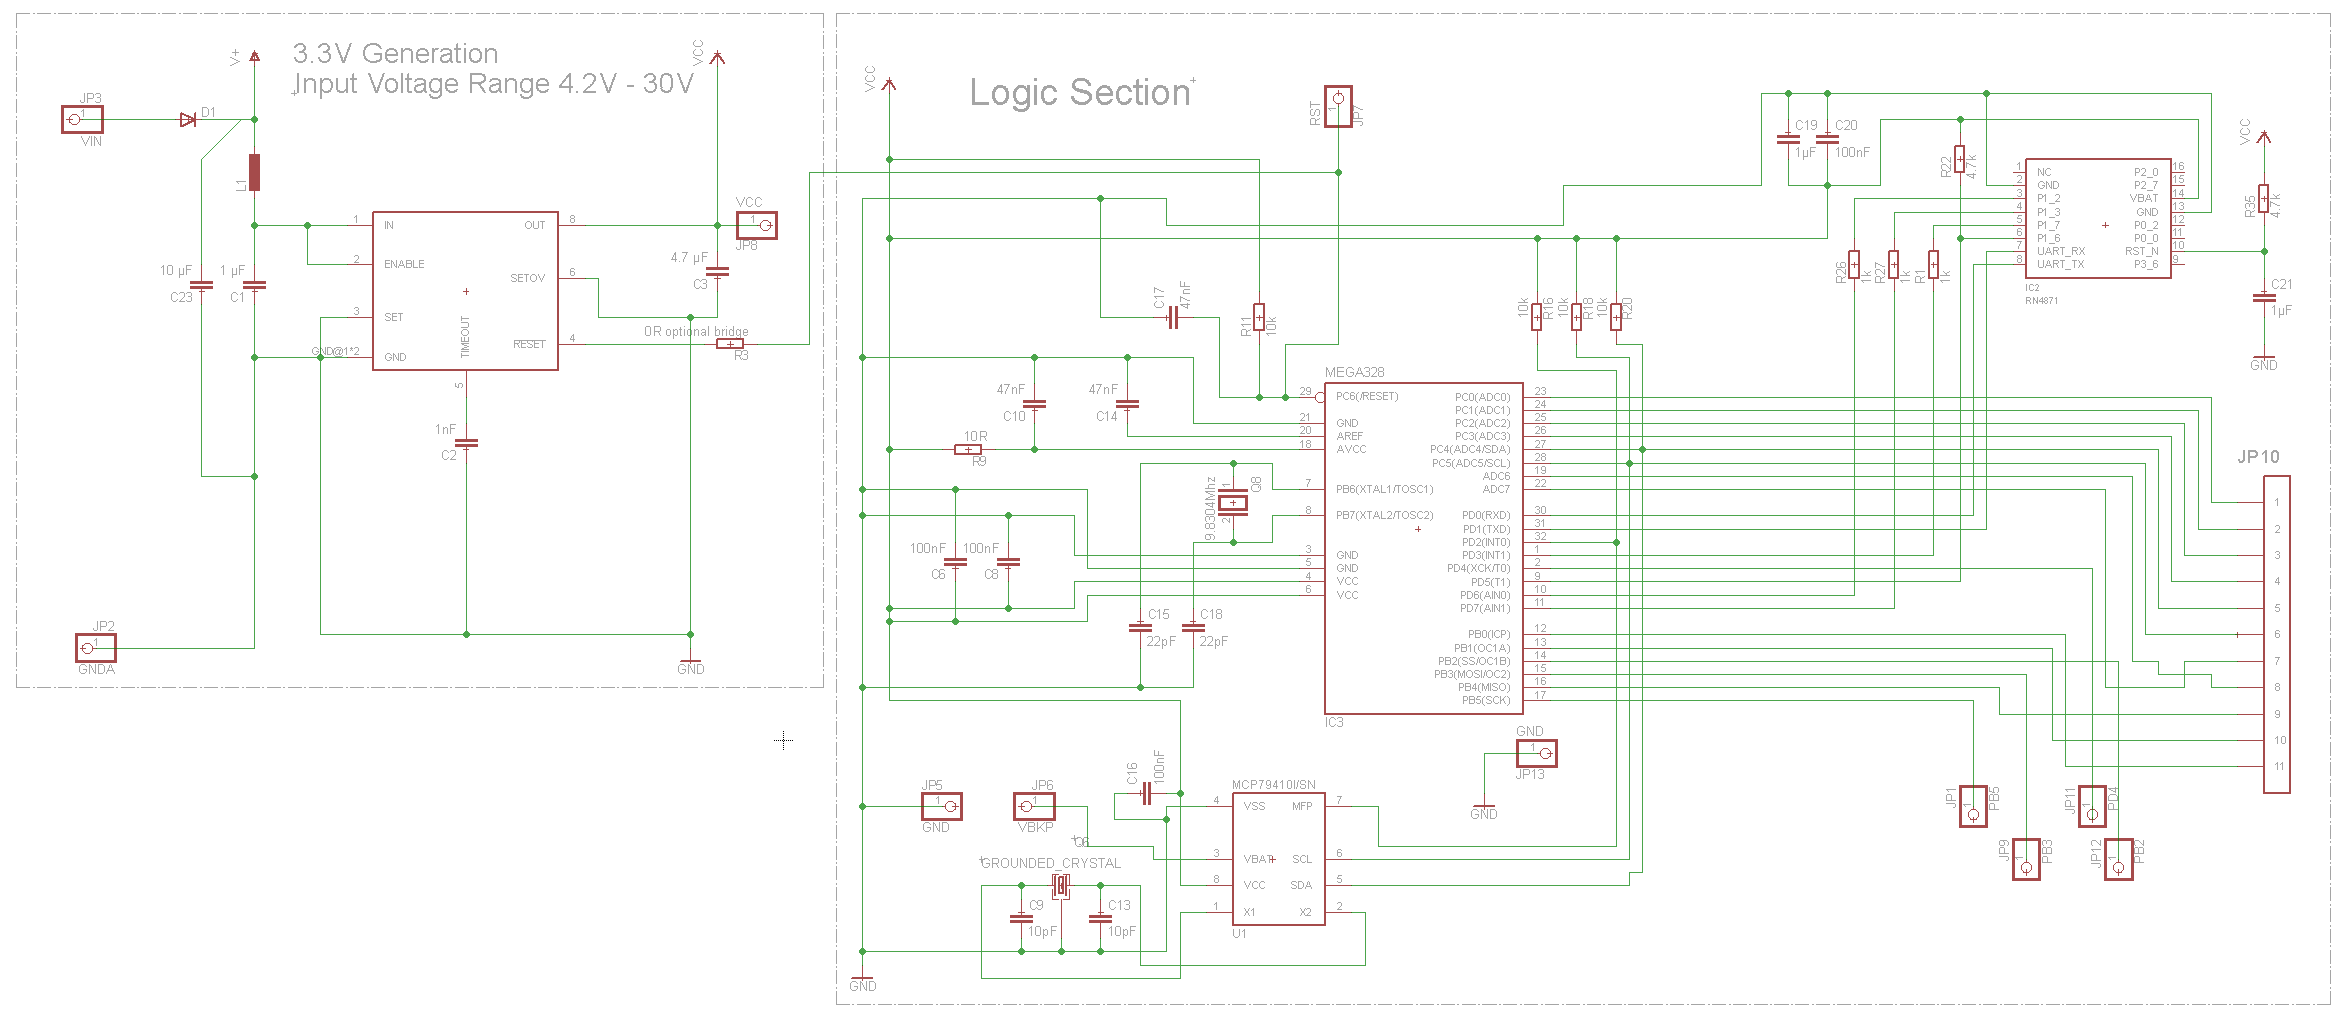 3.3V Generation
Input Voltage Range 4.2V - 30V
V+
VCC
JP3
1
VIN
D1
L1
VCC
1
JP8
1
IN
2
ENABLE
3
SET
GND@1*2
GND
OUT
8
SETOV
6
RESET
4
TIMEOUT
5
10 µF
C23
1 µF
C1
4.7 µF
C3
OR optional bridge
R3
1nF
C2
JP2
1
GNDA
GND
Logic Section
VCC
RST
1
JP7
C17
47nF
R11
10k
47nF
C10
47nF
C14
10R
R9
100nF
C6
100nF
C8
9.8304Mhz
1
2
Q8
C15
22pF
C18
22pF
10k
R16
10k
R18
10k
R20
MEGA328
29
PC6(/RESET)
21
GND
20
AREF
18
AVCC
7
PB6(XTAL1/TOSC1)
8
PB7(XTAL2/TOSC2)
3
GND
5
GND
4
VCC
6
VCC
IC3
PC0(ADC0)
23
PC1(ADC1)
24
PC2(ADC2)
25
PC3(ADC3)
26
PC4(ADC4/SDA)
27
PC5(ADC5/SCL)
28
ADC6
19
ADC7
22
PD0(RXD)
30
PD1(TXD)
31
PD2(INT0)
32
PD3(INT1)
1
PD4(XCK/T0)
2
PD5(T1)
9
PD6(AIN0)
10
PD7(AIN1)
11
PB0(ICP)
12
PB1(OC1A)
13
PB2(SS/OC1B)
14
PB3(MOSI/OC2)
15
PB4(MISO)
16
PB5(SCK)
17
C19
1µF
C20
100nF
R22
4.7k
R26
1k
R27
1k
R1
1k
1
NC
2
GND
3
P1_2
4
P1_3
5
P1_7
6
P1_6
7
UART_RX
8
UART_TX
P2_0
16
P2_7
15
VBAT
14
GND
13
P0_2
12
P0_0
11
RST_N
10
P3_6
9
IC2
RN4871
VCC
R35
4.7k
C21
1µF
GND
JP10
1
2
3
4
5
6
7
8
9
10
11
JP5
1
GND
JP6
1
VBKP
C16
100nF
Q6
GROUNDED_CRYSTAL
C9
10pF
C13
10pF
GND
MCP79410I/SN
4
VSS
3
VBAT
8
VCC
1
X1
MFP
7
SCL
6
SDA
5
X2
2
U1
GND
1
JP13
GND
JP1
1
PB5
JP9
1
PB3
JP11
1
PD4
JP12
1
PB2